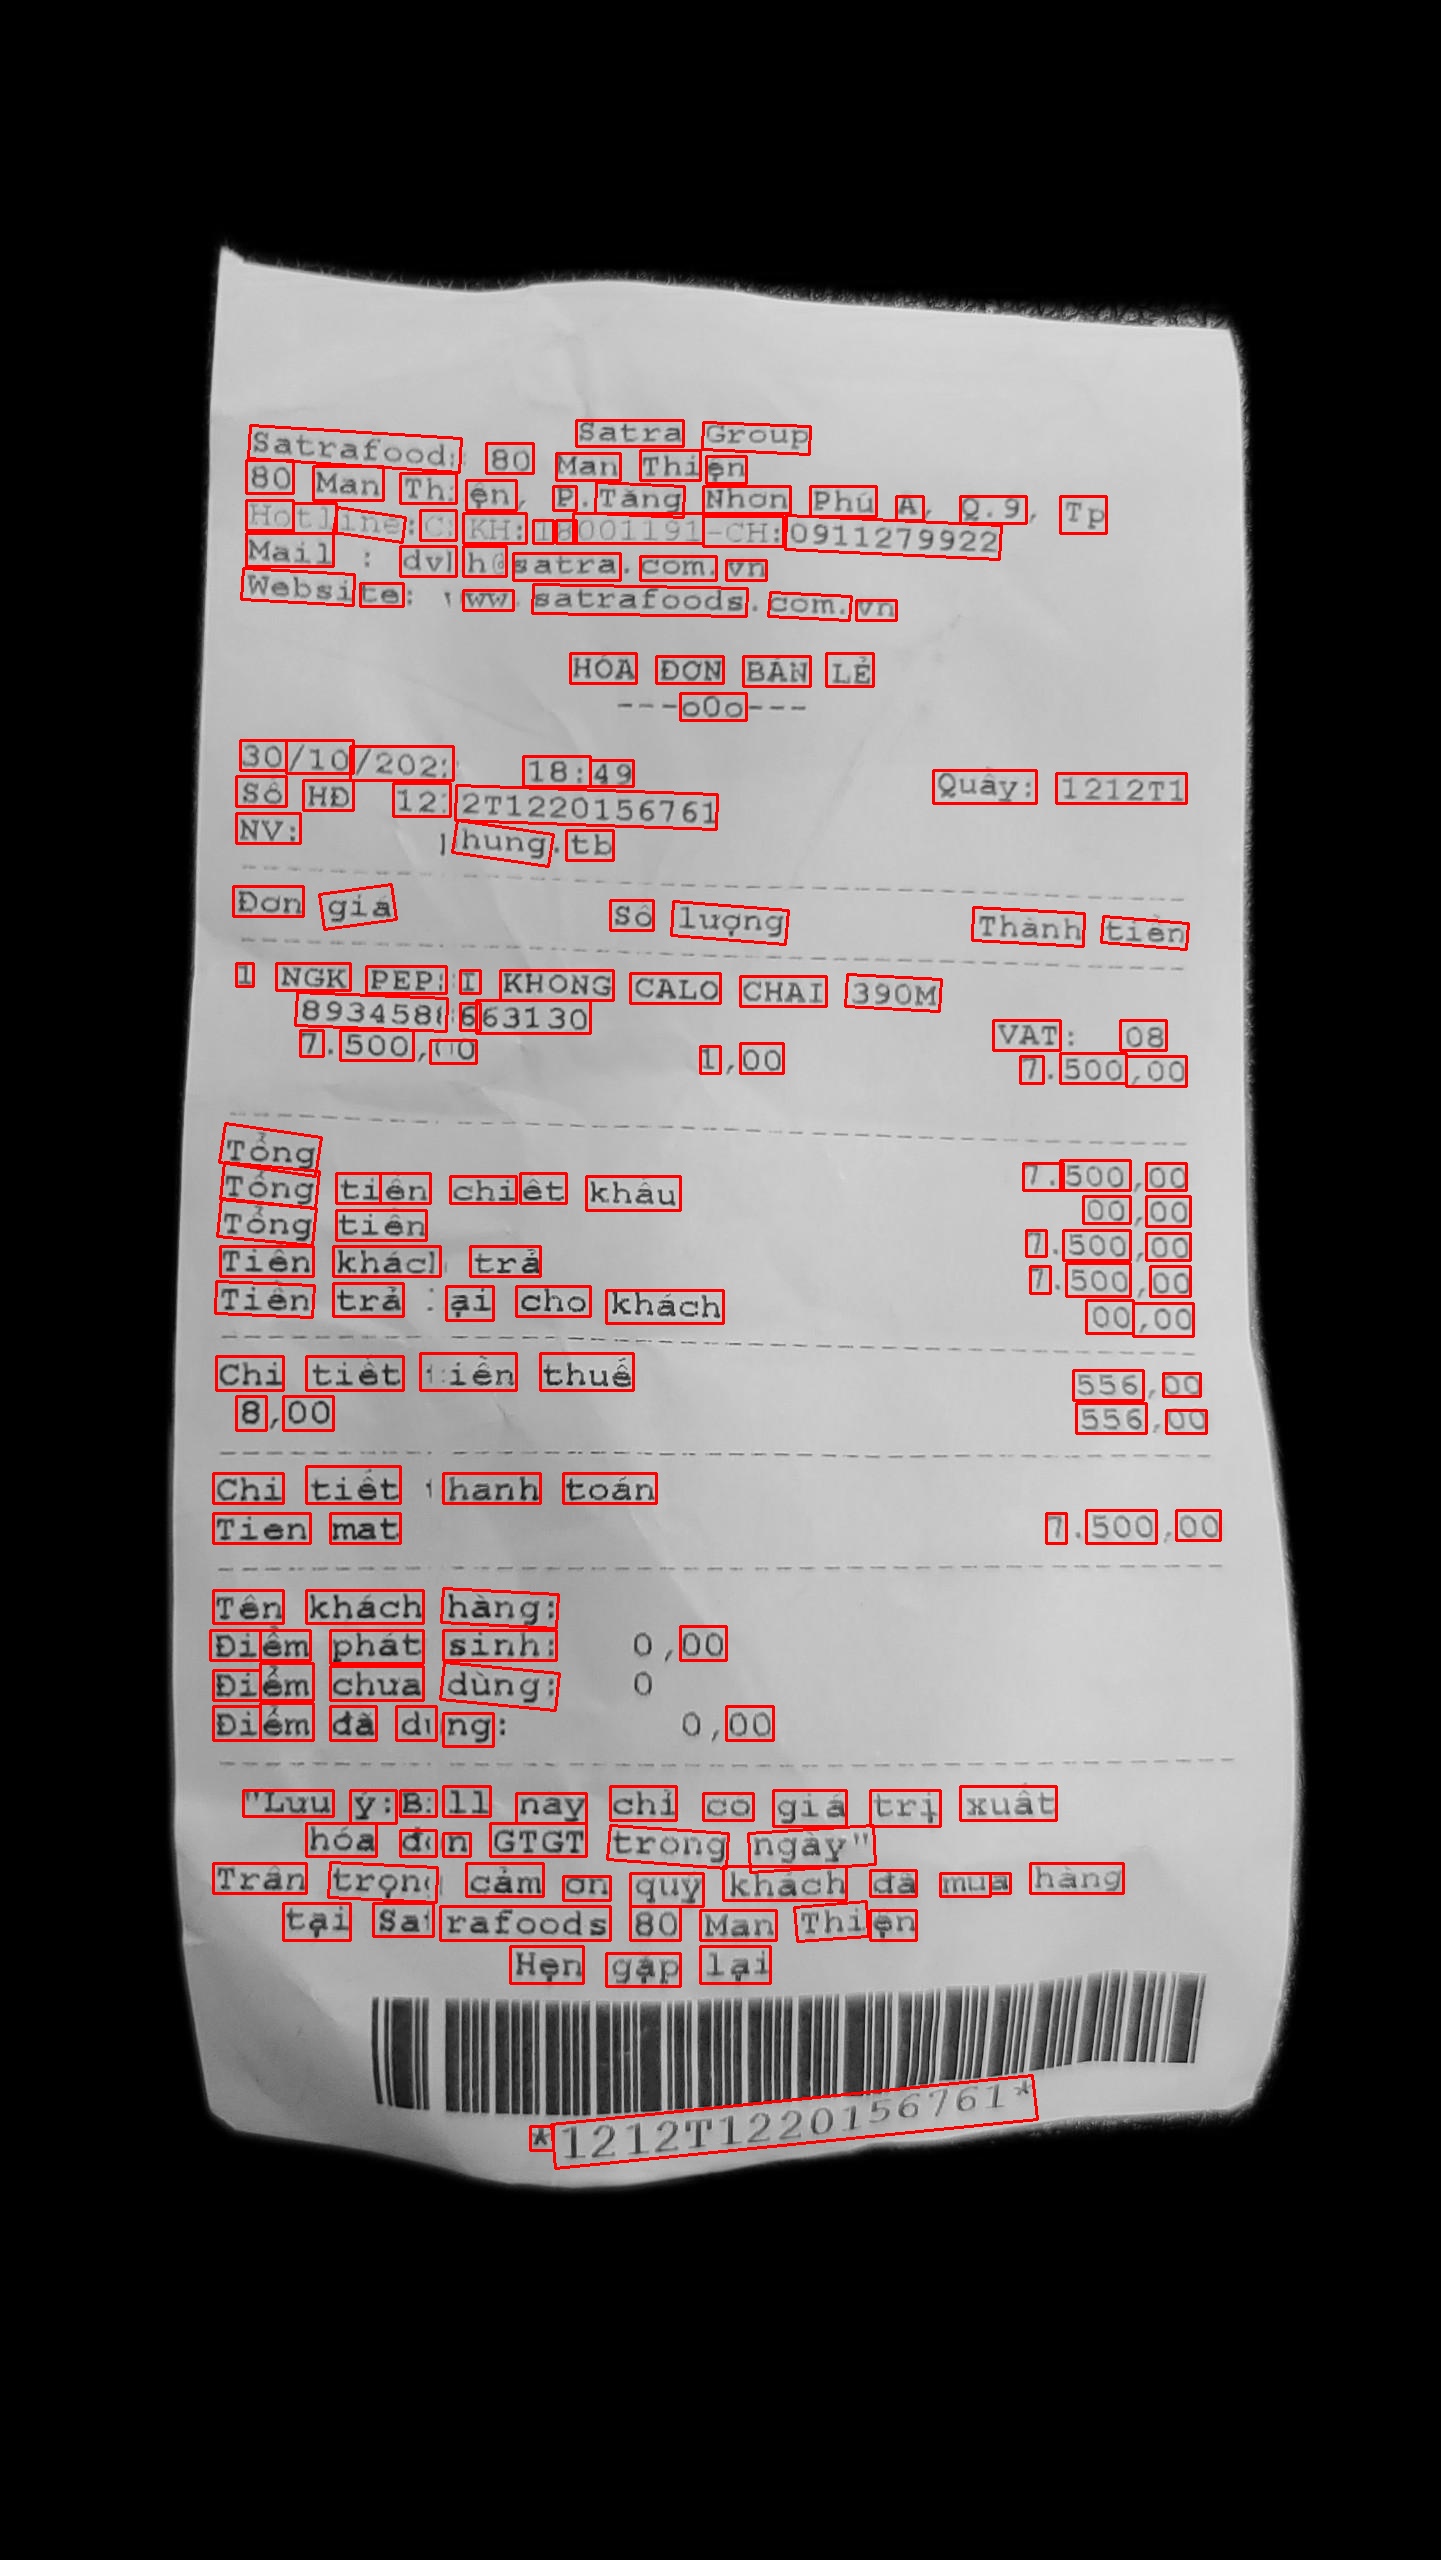 Satra Group
Satrafoods 80 Man Thiện
80 Man Thiện, P.Tăng Nhơn Phú A, Q.9, Tp
Hotline:CSKH:18001191-CH:0911279922
Mail : dvkh@satra.com.vn
Website: www.satrafoods.com.vn
HÓA ĐƠN BÁN LẺ
---oOo---
30/10/2022 18:49 Quầy: 1212T1
Số HĐ 1212T1220156761
NV: hung.tb
Đơn giá Số lượng Thành tiền
1 NGK PEPSI KHONG CALO CHAI 390M
8934588663130 VAT: 08
7.500,00 1,00 7.500,00
Tổng 7.500,00
Tổng tiền chiết khấu 00,00
Tổng tiền 7.500,00
Tiền khách trả 7.500,00
Tiền trả lại cho khách 00,00
Chi tiết tiền thuế 556,00
8,00 556,00
Chi tiết thanh toán
Tien mat 7.500,00
Tên khách hàng:
Điểm phát sinh: 0,00
Điểm chưa dùng: 0
Điểm đã dùng: 0,00
"Lưu ý:Bill nay chỉ co giá trị xuất
hóa đơn GTGT trong ngày"
Trân trọng cảm ơn quý khách đã mua hàng
tại Satrafoods 80 Man Thiện
Hẹn gặp lại
*1212T1220156761*